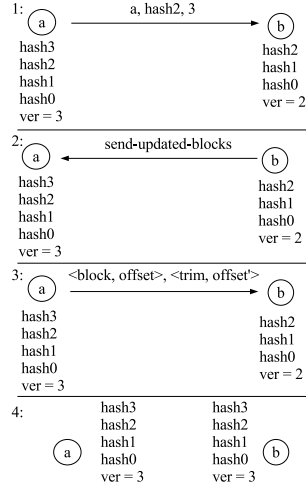 1:
a, hash2, 3
a
b
hash3
hash2
hash1
hash0
ver = 3
hash2
hash1
hash0
ver = 2
2:
send-updated-blocks
a
b
hash3
hash2
hash1
hash0
ver = 3
hash2
hash1
hash0
ver = 2
3:
<block, offset>, <trim, offset'>
a
b
hash3
hash2
hash1
hash0
ver = 3
hash2
hash1
hash0
ver = 2
4:
a
hash3
hash2
hash1
hash0
ver = 3
hash3
hash2
hash1
hash0
ver = 3
b